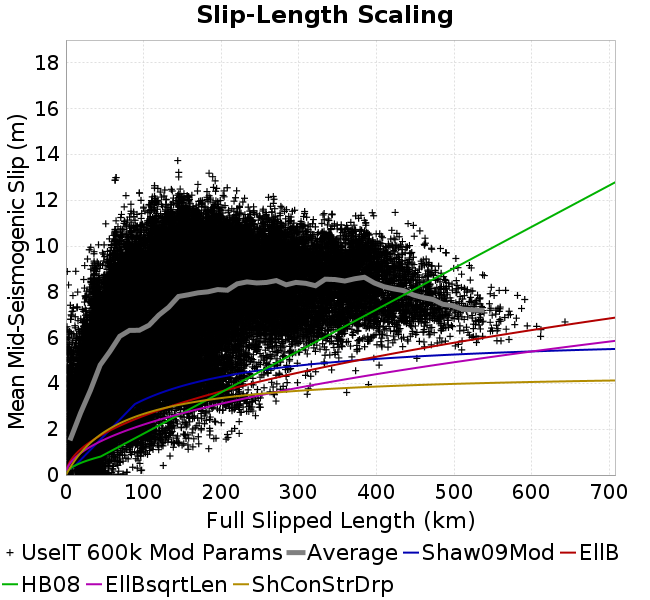 Slip-Length Scaling
Mean Mid-Seismogenic Slip (m)
18
16
14
12
10
8
6
4
2
0
0 100 200 300 400 500 600 700
Full Slipped Length (km)
UseIT 600k Mod Params Average Shaw09Mod EllB
HB08 EllBsqrtLen ShConStrDrp